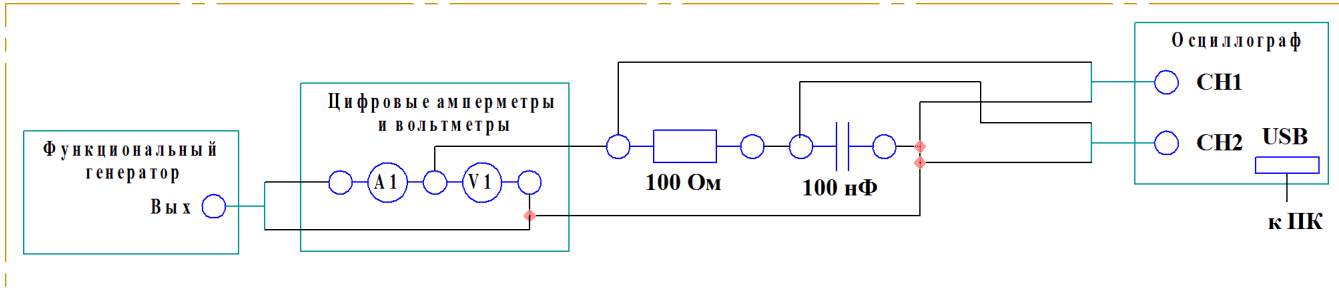 Функциональный
генератор
Вых
Цифровые амперметры
и вольтметры
A1
V1
100 Ом
100 нФ
Осциллограф
CH1
CH2
USB
к ПК